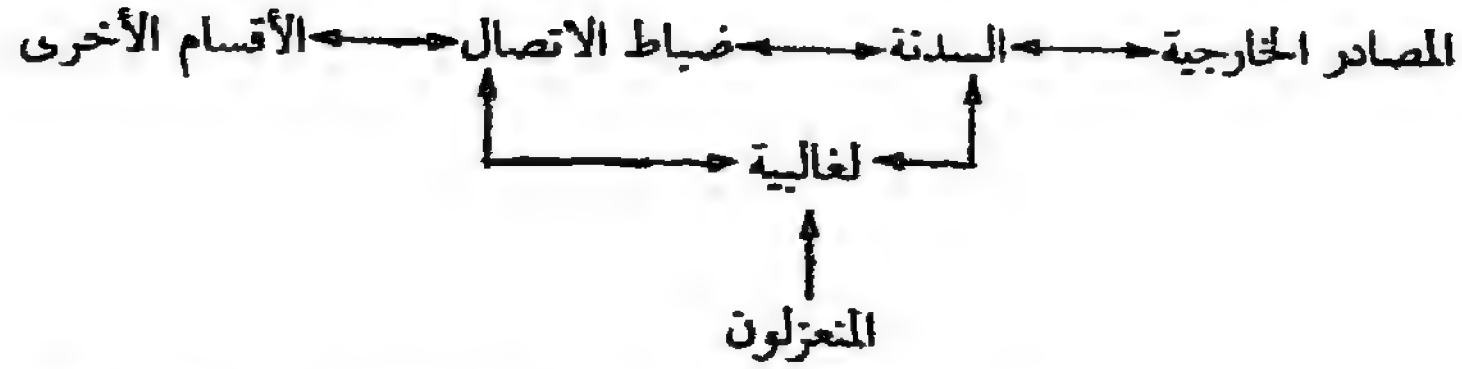 المصادر الخارجية السدنة ضباط الاتصال الأقسام الأخرى
لغالبية
المنعزلون